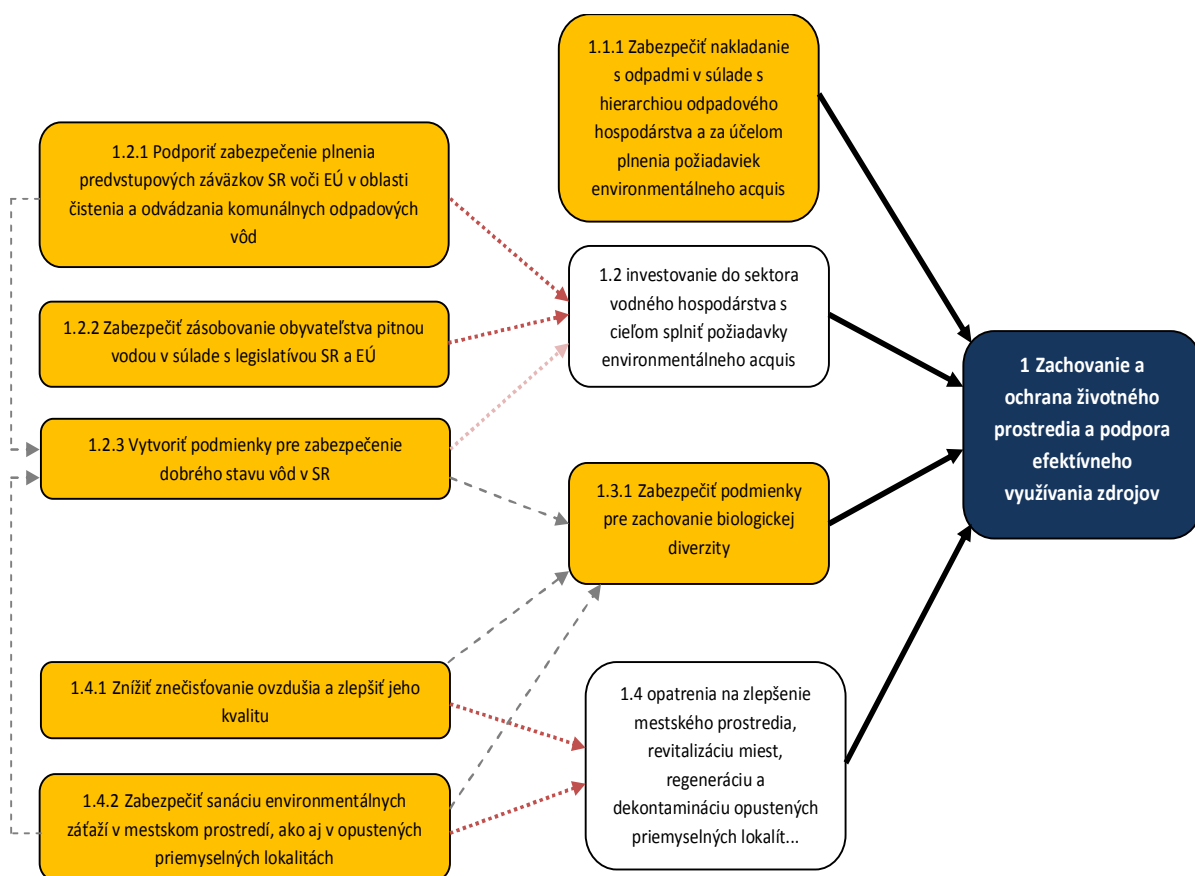 1.1.1 Zabezpečiť nakladanie
s odpadmi v súlade s
hierarchiou odpadového
hospodárstva a za účelom
plnenia požiadaviek
environmentálneho acquis
1.2.1 Podporiť zabezpečenie plnenia
predvstupových záväzkov SR voči EÚ v oblasti
čistenia a odvádzania komunálnych odpadových
vôd
1.2 investovanie do sektora
vodného hospodárstva s
cieľom splniť požiadavky
environmentálneho acquis
1.2.2 Zabezpečiť zásobovanie obyvateľstva pitnou
vodou v súlade s legislatívou SR a EÚ
1 Zachovanie a
ochrana životného
prostredia a podpora
efektívneho
využívania zdrojov
1.2.3 Vytvoriť podmienky pre zabezpečenie
dobrého stavu vôd v SR
1.3.1 Zabezpečiť podmienky
pre zachovanie biologickej
diverzity
1.4.1 Znížiť znečisťovanie ovzdušia a zlepšiť jeho
kvalitu
1.4 opatrenia na zlepšenie
mestského prostredia,
revitalizáciu miest,
regeneráciu a
dekontamináciu opustených
priemyselných lokalít...
1.4.2 Zabezpečiť sanáciu environmentálnych
záťaží v mestskom prostredí, ako aj v opustených
priemyselných lokalitách